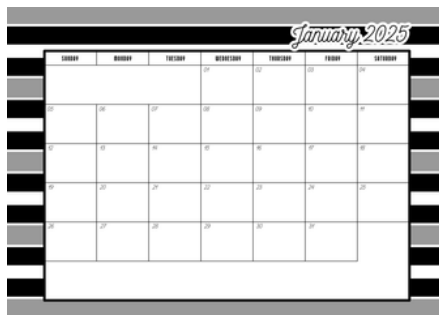 January 2025
SUNDAY MONDAY TUESDAY WEDNESDAY THURSDAY FRIDAY SATURDAY
01 02 03 04
05 06 07 08 09 10 11
12 13 14 15 16 17 18
19 20 21 22 23 24 25
26 27 28 29 30 31